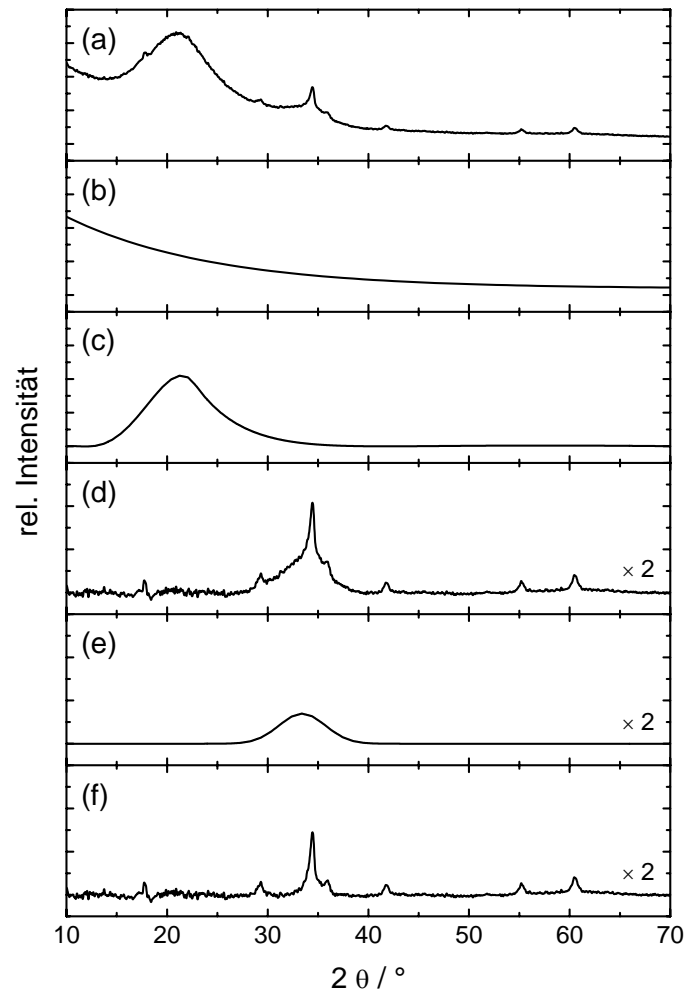 (a)
(b)
(c)
rel. Intensität
(d)
× 2
(e)
× 2
(f)
× 2
10 20 30 40 50 60 70
2 θ / °